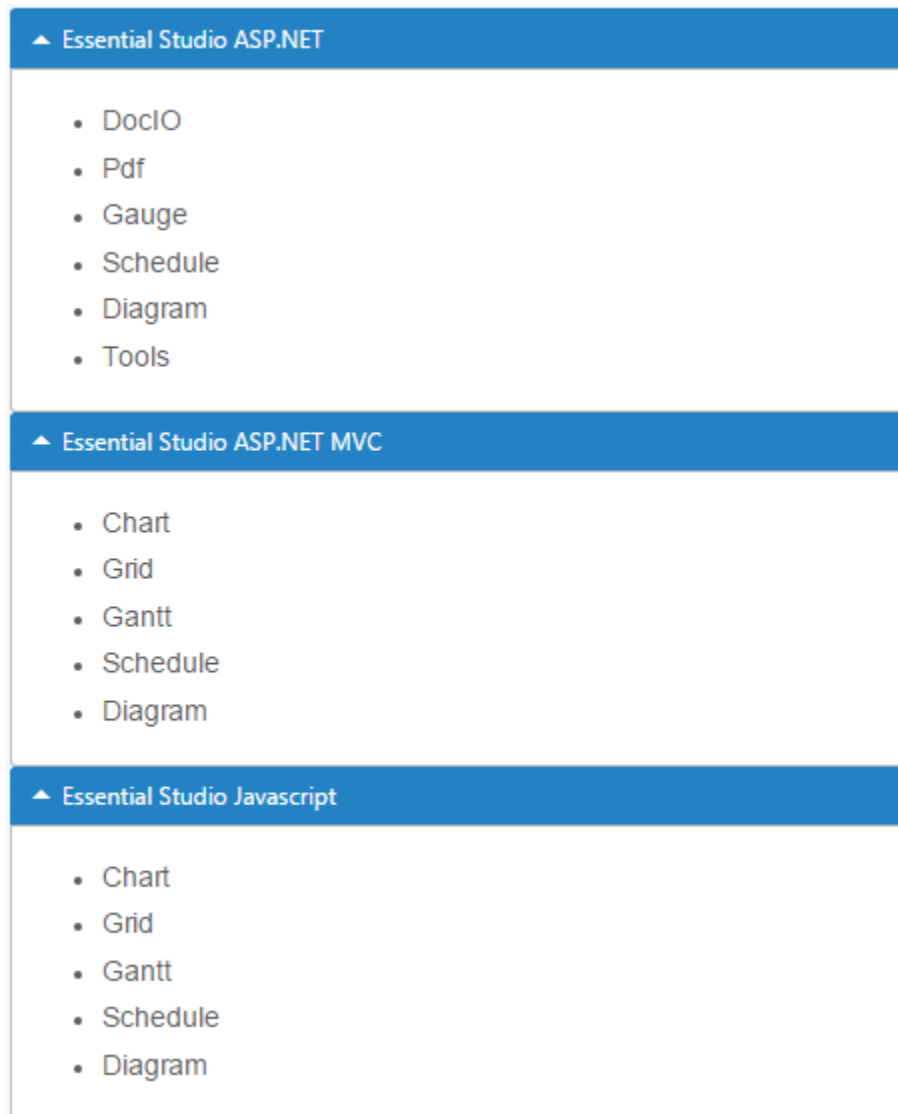 Essential Studio ASP.NET
DocIO
Pdf
Gauge
Schedule
Diagram
Tools
Essential Studio ASP.NET MVC
Chart
Grid
Gantt
Schedule
Diagram
Essential Studio Javascript
Chart
Grid
Gantt
Schedule
Diagram